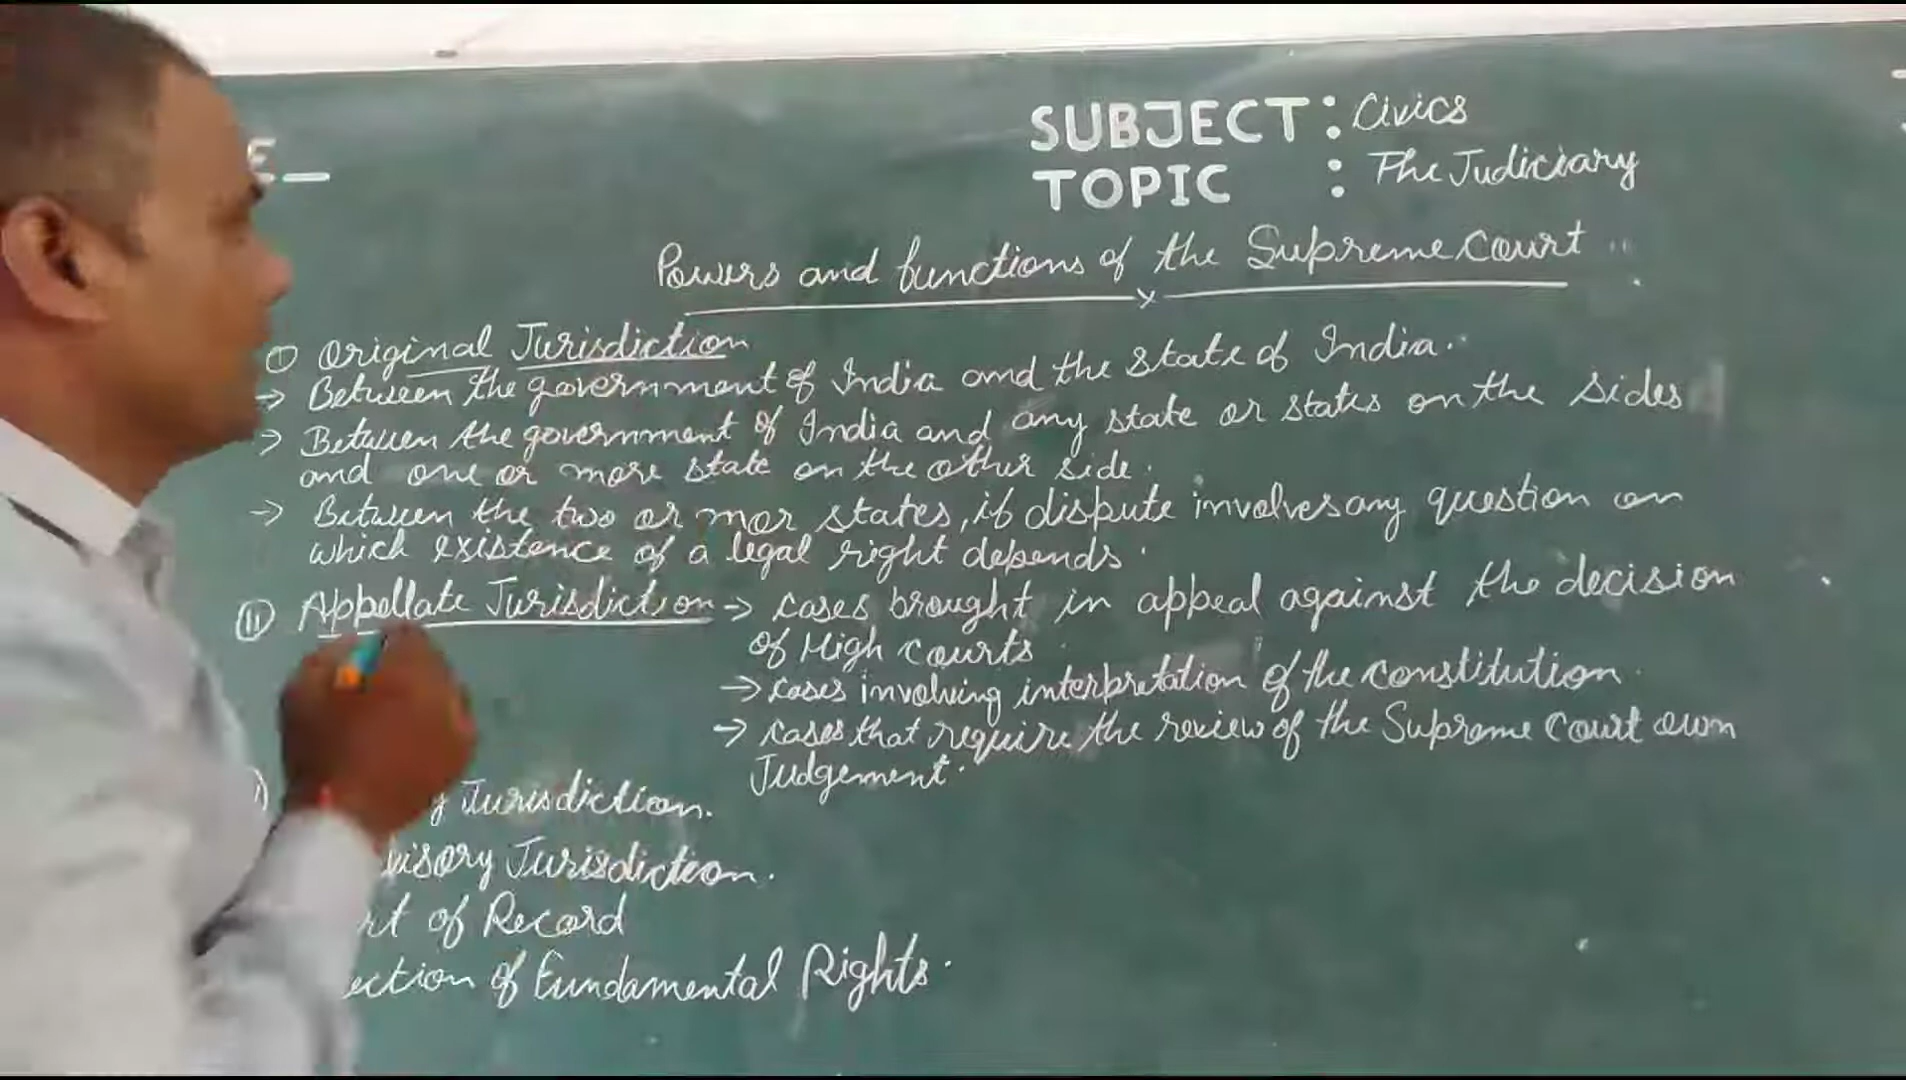 E_
SUBJECT : Civics
TOPIC : The Judiciary
Powers and functions of the Supreme Court
(I) Original Jurisdiction
→ Between the government of India and the state of India.
→ Between the government of India and any state or states on the sides
and one or more state on the other side.
→ Between the two or mor states, if dispute involves any question on
which existence of a legal right depends.
(II) Appellate Jurisdiction → cases brought in appeal against the decision
of High Courts.
→ cases involving interpretation of the constitution.
→ cases that require the review of the Supreme Court own
Judgement.
y Jurisdiction.
visory Jurisdiction.
rt of Record
ection of Fundamental Rights.